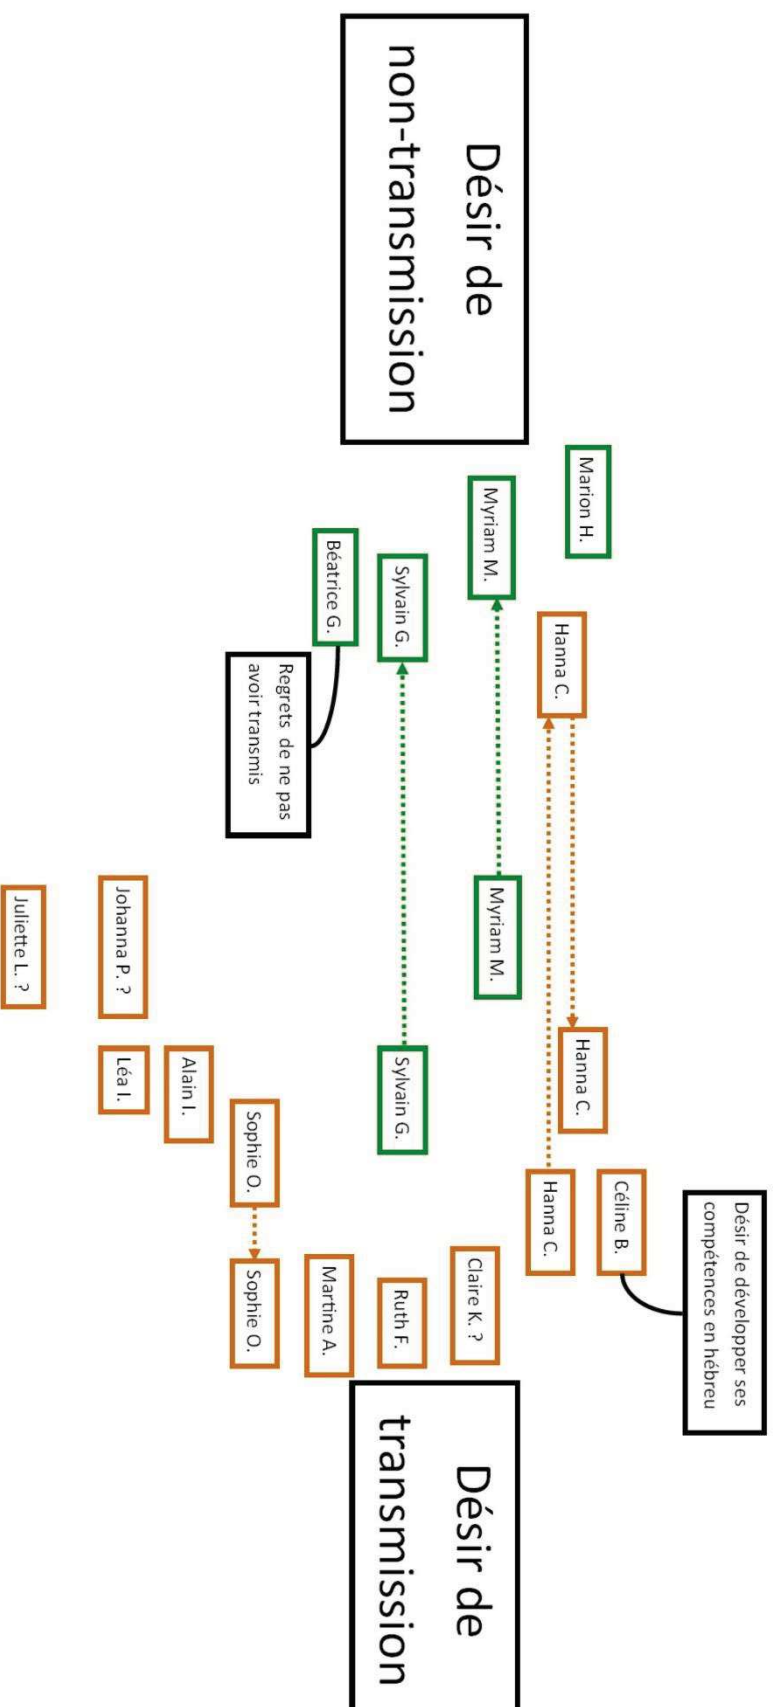 Désir de développer ses
compétences en hébreu
Céline B.
Marion H.
Hanna C.
Hanna C.
Hanna C.
Myriam M.
Myriam M.
Claire K. ?
Désir de
non-transmission
Désir de
transmission
Sylvain G.
Sylvain G.
Ruth F.
Béatrice G.
Martine A.
Regrets de ne pas
avoir transmis
Sophie O.
Sophie O.
Alain I.
Johanna P. ?
Léa I.
Juliette L. ?